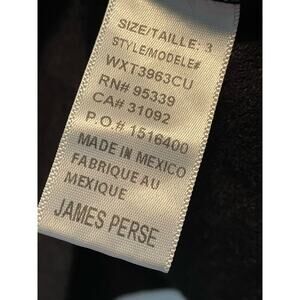 SIZE/TAILLE: 3
STYLE/MODELE#
WXT3963CU
RN# 95339
CA# 31092
P.O.# 1516400
MADE IN MEXICO
FABRIQUE AU
MEXIQUE
JAMES PERSE